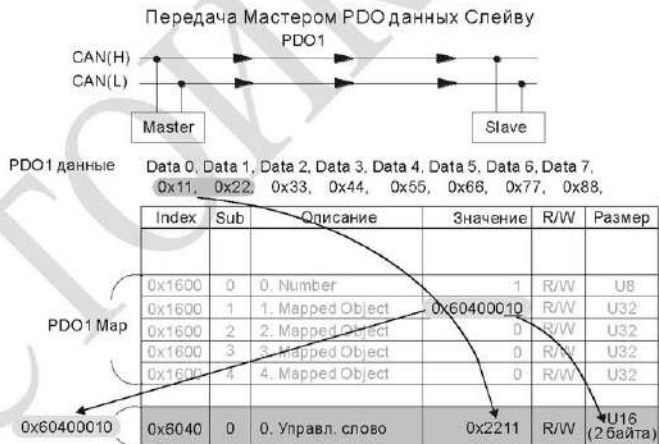 Передача Мастером PDO данных Слейву
PDO1
CAN(H)
CAN(L)
Master
Slave
PDO1 данные
Data 0, Data 1, Data 2, Data 3, Data 4, Data 5, Data 6, Data 7,
0x11, 0x22, 0x33, 0x44, 0x55, 0x66, 0x77, 0x88,
Index Sub Описание Значение R/W Размер
0x1600 0 0. Number 1 R/W U8
0x1600 1 1. Mapped Object 0x60400010 R/W U32
0x1600 2 2. Mapped Object 0 R/W U32
0x1600 3 3. Mapped Object 0 R/W U32
0x1600 4 4. Mapped Object 0 R/W U32
PDO1 Map
0x60400010
0x6040 0 0. Управл. слово 0x2211 R/W U16
(2 байта)